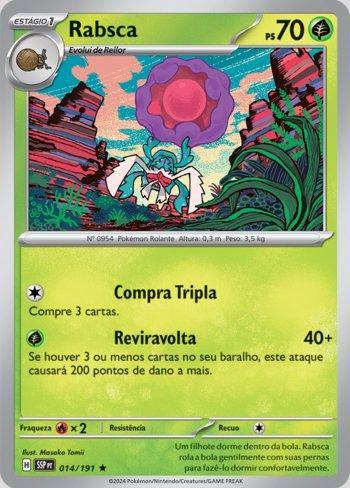 ESTÁGIO 1
Rabsca
PS 70
Evolui de Rellor
Nº 0954 Pokémon Rolante Altura: 0,3 m Peso: 3,5 kg
Compra Tripla
Compre 3 cartas.
Reviravolta 40+
Se houver 3 ou menos cartas no seu baralho, este ataque
causará 200 pontos de dano a mais.
Fraqueza × 2 Resistência Recuo
Ilust. Masako Tomii
H SSP PT 014/191 ★
Um filhote dorme dentro da bola. Rabsca
rola a bola gentilmente com suas pernas
para fazê-lo dormir confortavelmente.
©2024 Pokémon/Nintendo/Creatures/GAME FREAK